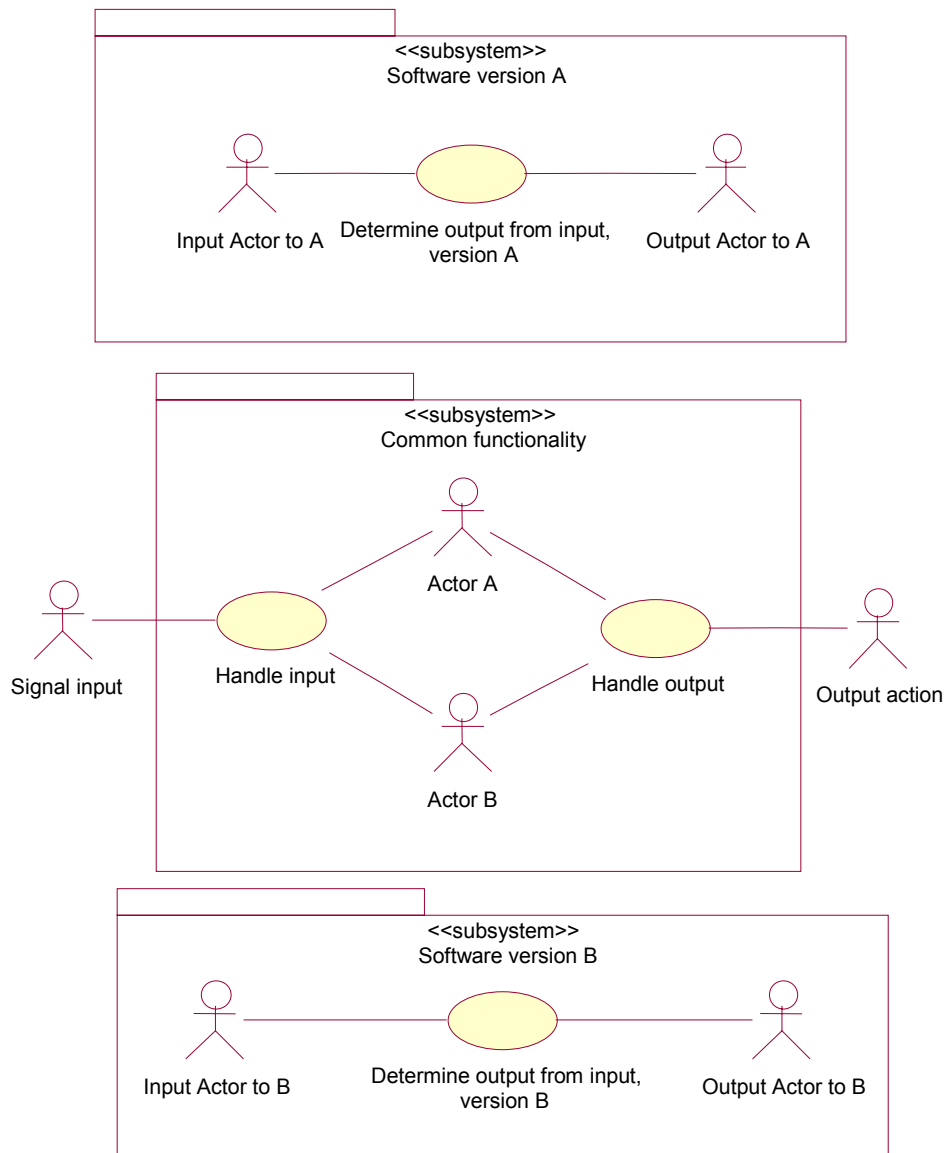 <<subsystem>>
Software version A
Input Actor to A
Determine output from input,
version A
Output Actor to A
<<subsystem>>
Common functionality
Actor A
Signal input
Handle input
Handle output
Output action
Actor B
<<subsystem>>
Software version B
Input Actor to B
Determine output from input,
version B
Output Actor to B